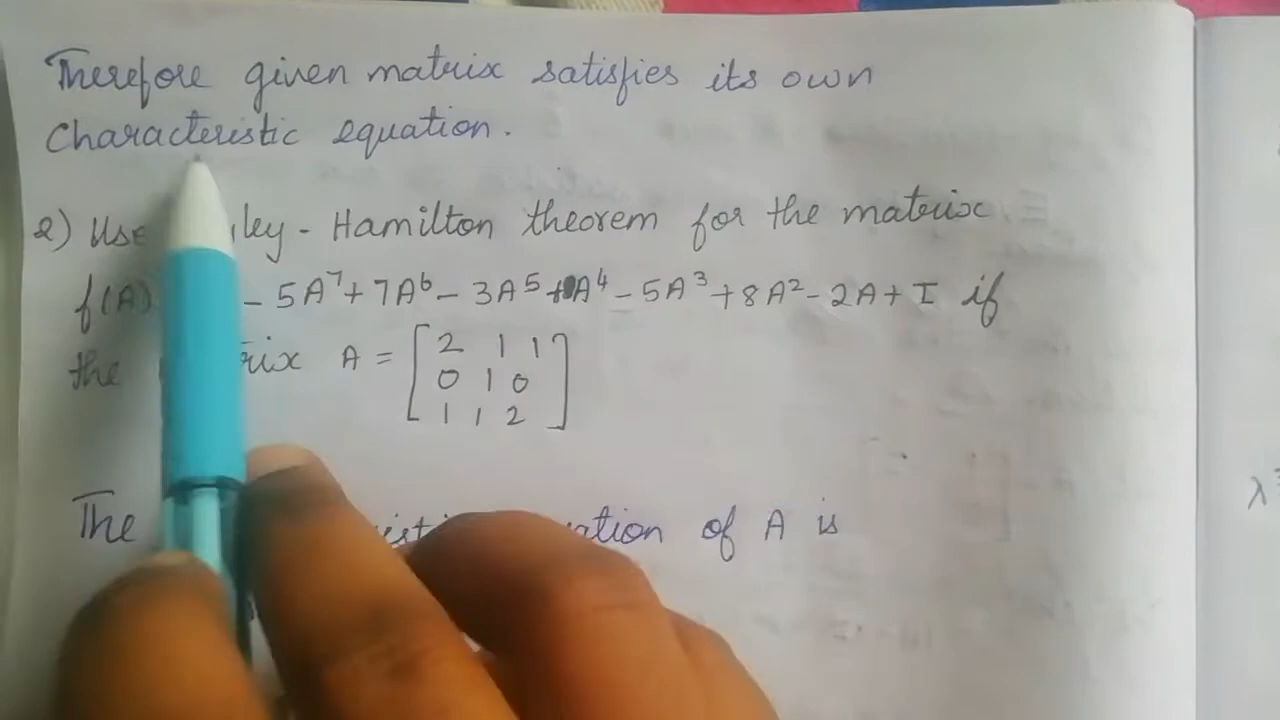 Therefore given matrix satisfies its own
Characteristic equation.
2) Use ley - Hamilton theorem for the matrix
f(A) - 5A⁷ + 7A⁶ - 3A⁵ + A⁴ - 5A³ + 8A² - 2A + I if
the rix A = [2 1 1
0 1 0
1 1 2]
The isti ation of A is
λ